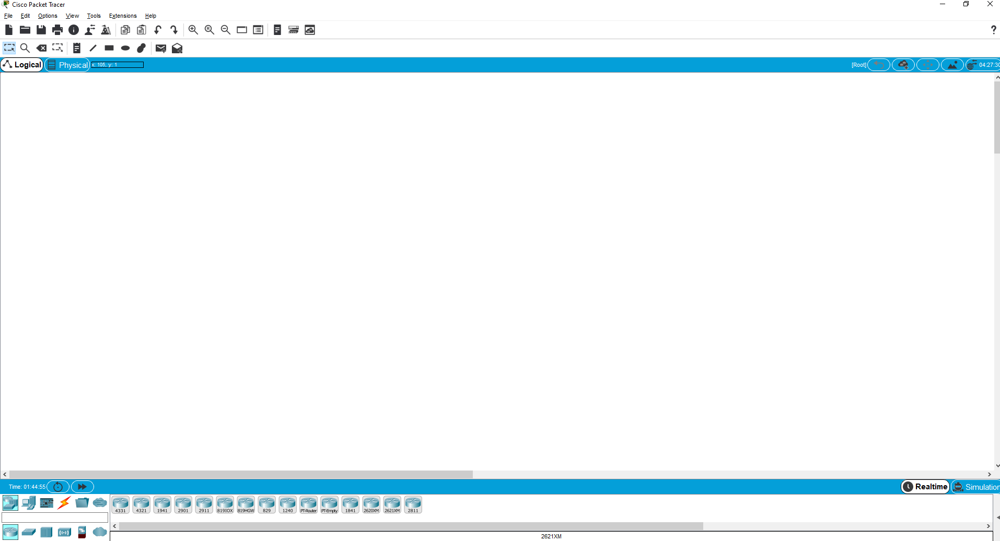 Cisco Packet Tracer
File Edit Options View Tools Extensions Help
?
Logical Physical x: 105, y: 1 [Root] 04:27:30
Time: 01:44:55 Realtime Simulation
4331 4321 1941 2901 2911 819IOX 819HGW 829 1240 PT-Router PT-Empty 1841 2620XM 2621XM 2811
2621XM